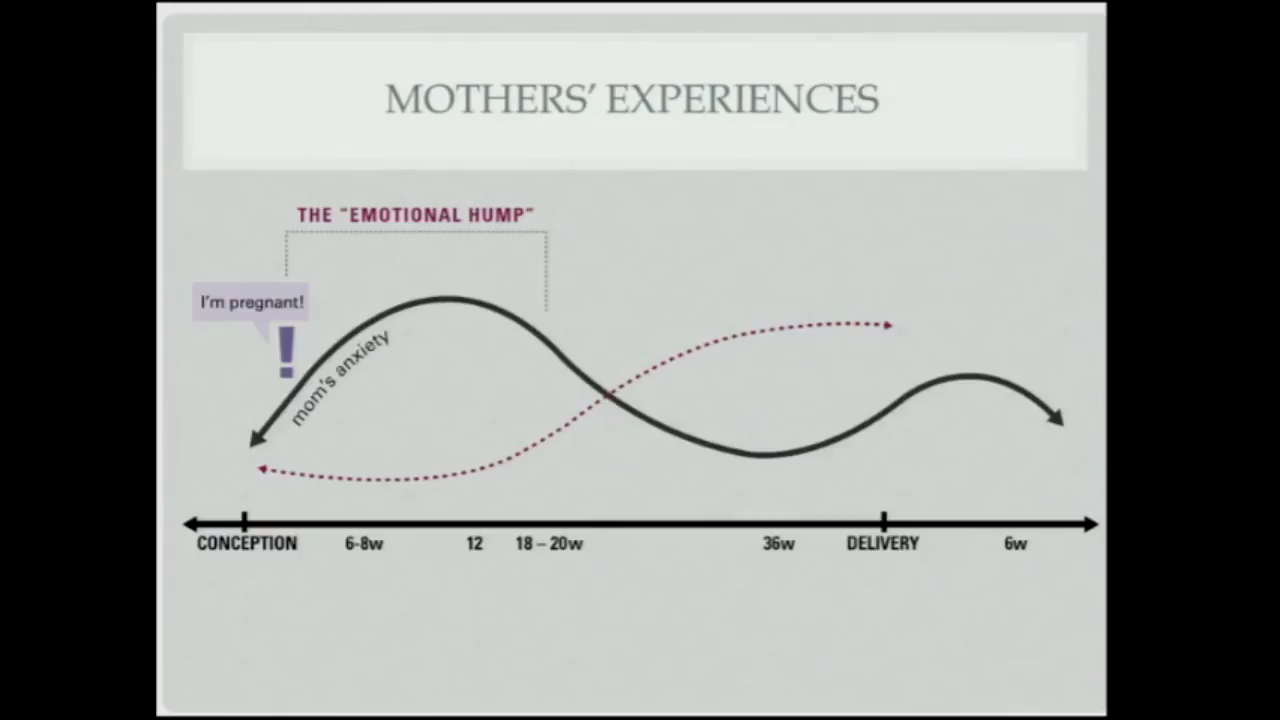 MOTHERS' EXPERIENCES
THE "EMOTIONAL HUMP"
I'm pregnant!
!
mom's anxiety
CONCEPTION 6-8w 12 18 – 20w 36w DELIVERY 6w